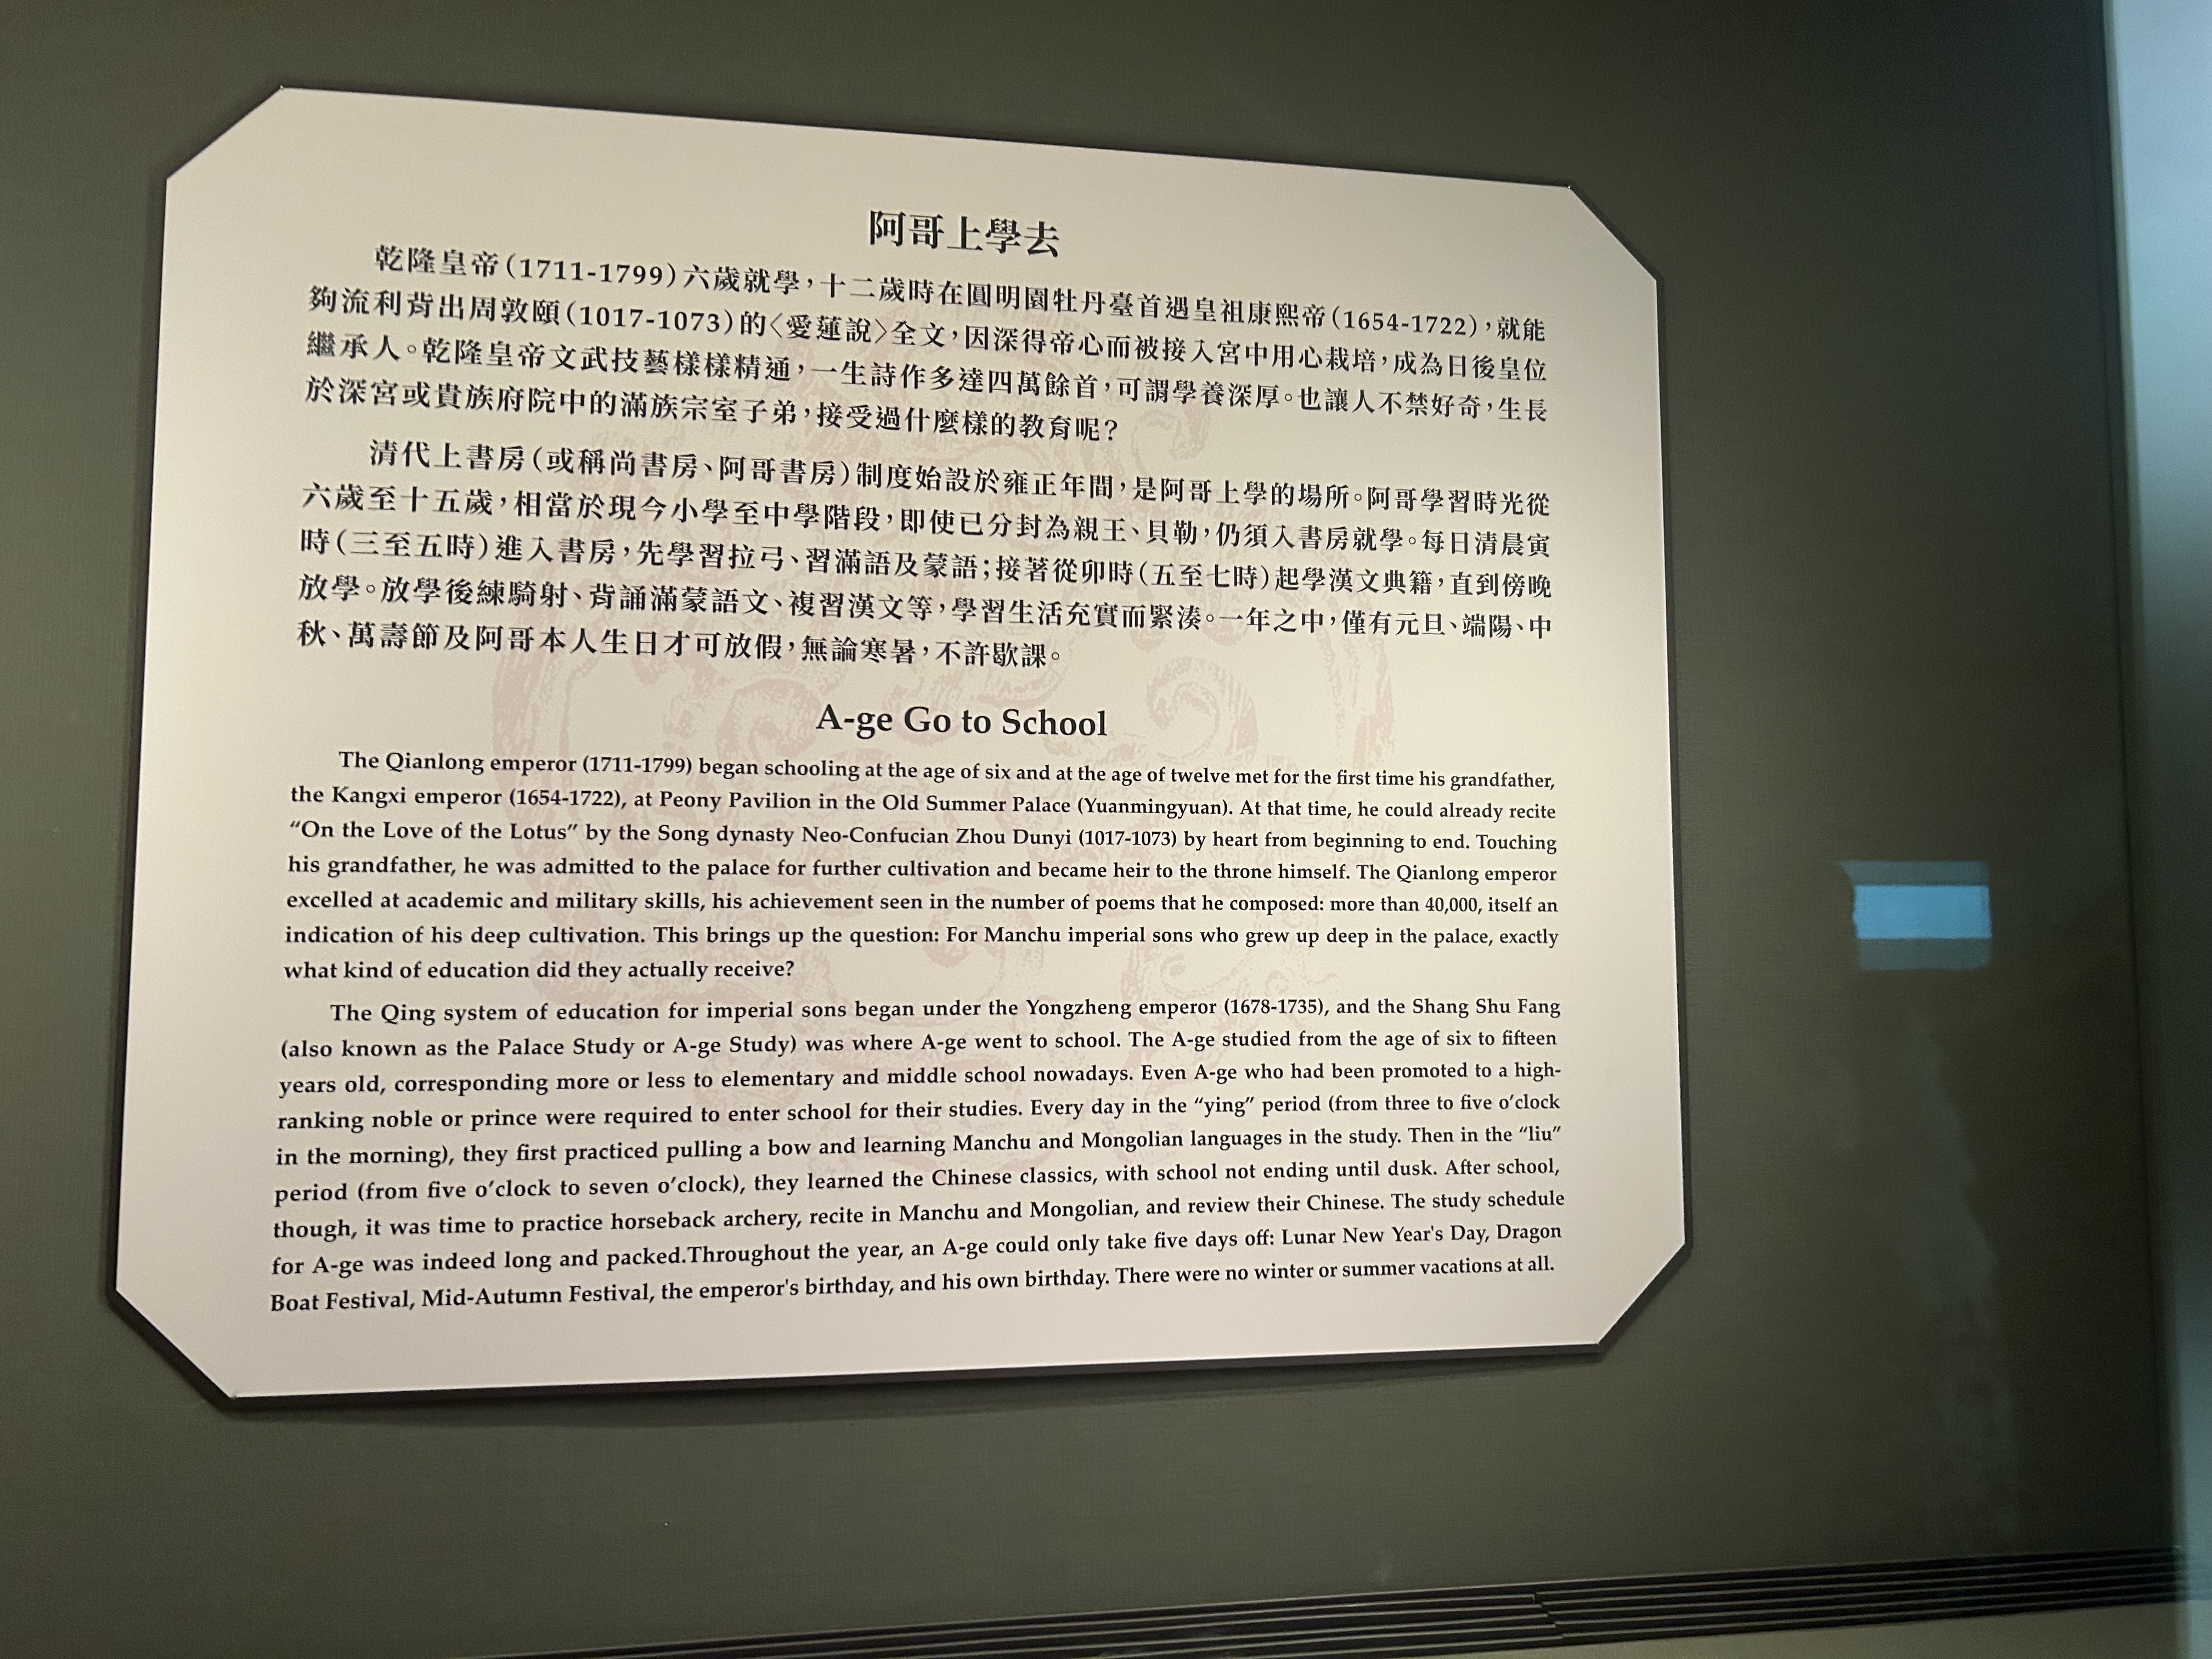 阿哥上學去
乾隆皇帝(1711-1799)六歲就學，十二歲時在圓明園牡丹臺首遇皇祖康熙帝(1654-1722)，就能
夠流利背出周敦頤(1017-1073)的〈愛蓮說〉全文，因深得帝心而被接入宮中用心栽培，成為日後皇位
繼承人。乾隆皇帝文武技藝樣樣精通，一生詩作多達四萬餘首，可謂學養深厚。也讓人不禁好奇，生長
於深宮或貴族府院中的滿族宗室子弟，接受過什麼樣的教育呢？
清代上書房(或稱尚書房、阿哥書房)制度始設於雍正年間，是阿哥上學的場所。阿哥學習時光從
六歲至十五歲，相當於現今小學至中學階段，即使已分封為親王、貝勒，仍須入書房就學。每日清晨寅
時(三至五時)進入書房，先學習拉弓、習滿語及蒙語；接著從卯時(五至七時)起學漢文典籍，直到傍晚
放學。放學後練騎射、背誦滿蒙語文、複習漢文等，學習生活充實而緊湊。一年之中，僅有元旦、端陽、中
秋、萬壽節及阿哥本人生日才可放假，無論寒暑，不許歇課。
A-ge Go to School
The Qianlong emperor (1711-1799) began schooling at the age of six and at the age of twelve met for the first time his grandfather,
the Kangxi emperor (1654-1722), at Peony Pavilion in the Old Summer Palace (Yuanmingyuan). At that time, he could already recite
“On the Love of the Lotus” by the Song dynasty Neo-Confucian Zhou Dunyi (1017-1073) by heart from beginning to end. Touching
his grandfather, he was admitted to the palace for further cultivation and became heir to the throne himself. The Qianlong emperor
excelled at academic and military skills, his achievement seen in the number of poems that he composed: more than 40,000, itself an
indication of his deep cultivation. This brings up the question: For Manchu imperial sons who grew up deep in the palace, exactly
what kind of education did they actually receive?
The Qing system of education for imperial sons began under the Yongzheng emperor (1678-1735), and the Shang Shu Fang
(also known as the Palace Study or A-ge Study) was where A-ge went to school. The A-ge studied from the age of six to fifteen
years old, corresponding more or less to elementary and middle school nowadays. Even A-ge who had been promoted to a high-
ranking noble or prince were required to enter school for their studies. Every day in the “ying” period (from three to five o’clock
in the morning), they first practiced pulling a bow and learning Manchu and Mongolian languages in the study. Then in the “liu”
period (from five o’clock to seven o’clock), they learned the Chinese classics, with school not ending until dusk. After school,
though, it was time to practice horseback archery, recite in Manchu and Mongolian, and review their Chinese. The study schedule
for A-ge was indeed long and packed.Throughout the year, an A-ge could only take five days off: Lunar New Year's Day, Dragon
Boat Festival, Mid-Autumn Festival, the emperor's birthday, and his own birthday. There were no winter or summer vacations at all.